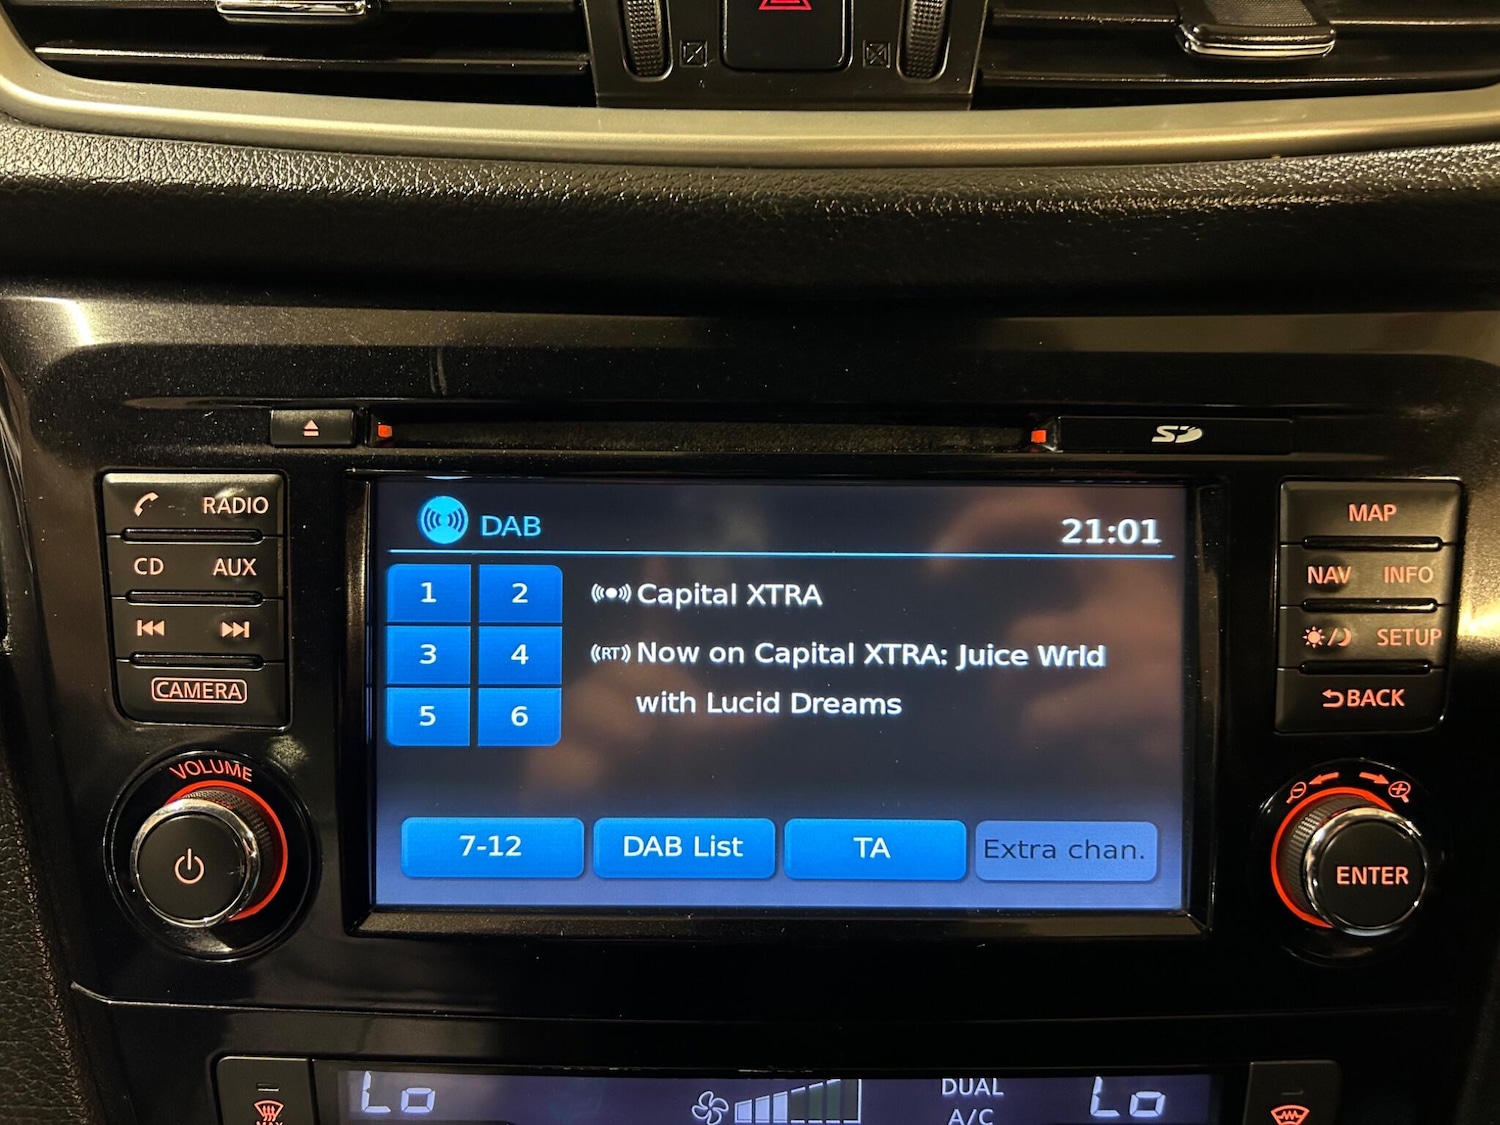 SD
RADIO
CD AUX
CAMERA
VOLUME
DAB
21:01
1 2
3 4
5 6
Capital XTRA
(RT) Now on Capital XTRA: Juice Wrld
with Lucid Dreams
7-12 DAB List TA Extra chan.
MAP
NAV INFO
SETUP
BACK
ENTER
Lo
DUAL
A/C
Lo